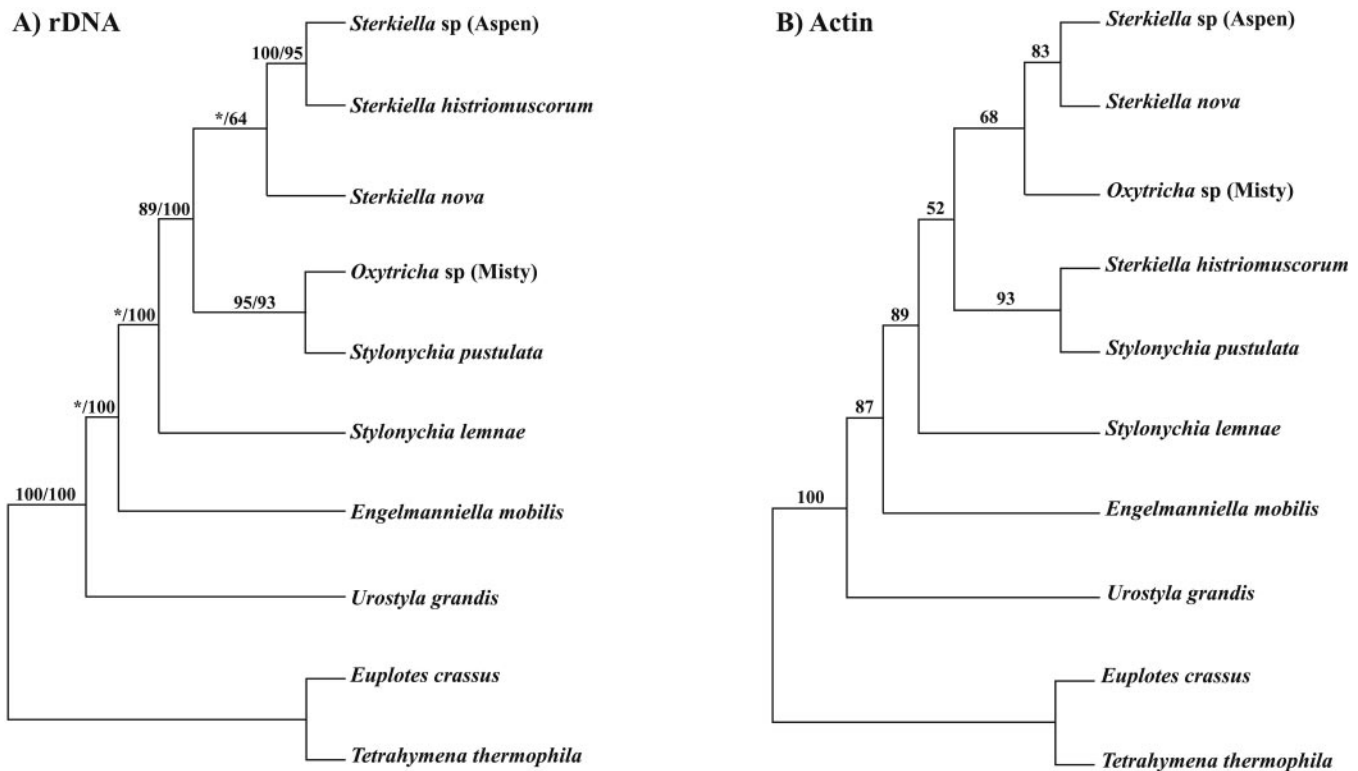 A) rDNA
Sterkiella sp (Aspen)
100/95
Sterkiella histriomuscorum
*/64
Sterkiella nova
89/100
Oxytricha sp (Misty)
95/93
*/100
Stylonychia pustulata
*/100
Stylonychia lemnae
100/100
Engelmanniella mobilis
Urostyla grandis
Euplotes crassus
Tetrahymena thermophila
B) Actin
Sterkiella sp (Aspen)
83
Sterkiella nova
68
Oxytricha sp (Misty)
52
Sterkiella histriomuscorum
93
89
Stylonychia pustulata
87
Stylonychia lemnae
100
Engelmanniella mobilis
Urostyla grandis
Euplotes crassus
Tetrahymena thermophila